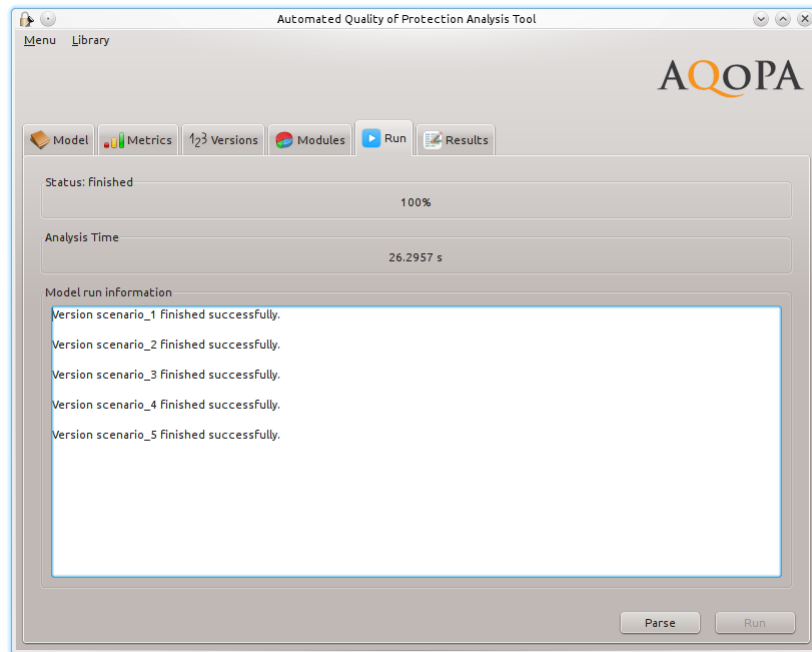 Automated Quality of Protection Analysis Tool
Menu Library
AQoPA
Model Metrics 123 Versions Modules Run Results
Status: finished
100%
Analysis Time
26.2957 s
Model run information
Version scenario_1 finished successfully.
Version scenario_2 finished successfully.
Version scenario_3 finished successfully.
Version scenario_4 finished successfully.
Version scenario_5 finished successfully.
Parse Run